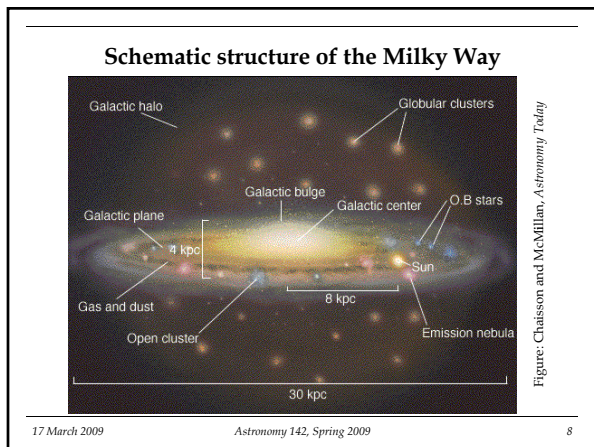 Schematic structure of the Milky Way
Galactic halo
Globular clusters
Galactic bulge
Galactic center
O.B stars
Galactic plane
4 kpc
Sun
Gas and dust
8 kpc
Open cluster
Emission nebula
30 kpc
Figure: Chaisson and McMillan, Astronomy Today
17 March 2009
Astronomy 142, Spring 2009
8